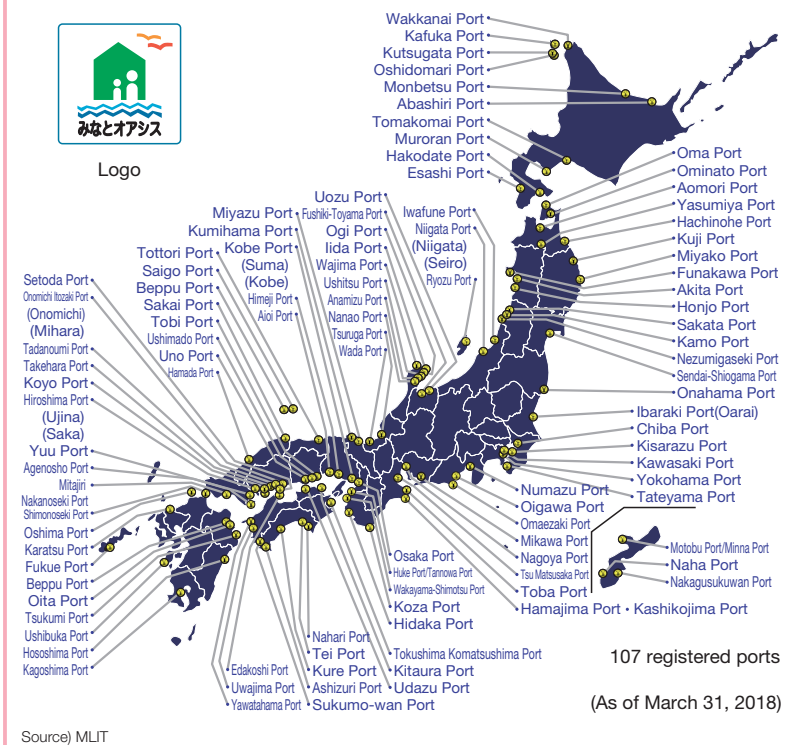 みなとオアシス
Logo
Wakkanai Port
Kafuka Port
Kutsugata Port
Oshidomari Port
Monbetsu Port
Abashiri Port
Tomakomai Port
Muroran Port
Hakodate Port
Esashi Port
Oma Port
Ominato Port
Aomori Port
Yasumiya Port
Hachinohe Port
Kuji Port
Miyako Port
Funakawa Port
Akita Port
Honjo Port
Sakata Port
Kamo Port
Nezumigaseki Port
Sendai-Shiogama Port
Onahama Port
Ibaraki Port(Oarai)
Chiba Port
Kisarazu Port
Kawasaki Port
Yokohama Port
Tateyama Port
Iwafune Port
Niigata Port
(Niigata)
(Seiro)
Ryozu Port
Uozu Port
Fushiki-Toyama Port
Ogi Port
Iida Port
Wajima Port
Ushitsu Port
Anamizu Port
Nanao Port
Tsuruga Port
Wada Port
Miyazu Port
Kumihama Port
Kobe Port
(Suma)
(Kobe)
Himeji Port
Aioi Port
Tottori Port
Saigo Port
Beppu Port
Sakai Port
Tobi Port
Ushimado Port
Uno Port
Hamada Port
Setoda Port
Onomichi Itozaki Port
(Onomichi)
(Mihara)
Tadanoumi Port
Takehara Port
Koyo Port
Hiroshima Port
(Ujina)
(Saka)
Yuu Port
Agenosho Port
Mitajiri
Nakanoseki Port
Shimonoseki Port
Oshima Port
Karatsu Port
Fukue Port
Beppu Port
Oita Port
Tsukumi Port
Ushibuka Port
Hososhima Port
Kagoshima Port
Edakoshi Port
Uwajima Port
Yawatahama Port
Nahari Port
Tei Port
Kure Port
Ashizuri Port
Sukumo-wan Port
Tokushima Komatsushima Port
Kitaura Port
Udazu Port
Osaka Port
Huke Port/Tannowa Port
Wakayama-Shimotsu Port
Koza Port
Hidaka Port
Numazu Port
Oigawa Port
Omaezaki Port
Mikawa Port
Nagoya Port
Tsu Matsusaka Port
Toba Port
Hamajima Port・Kashikojima Port
Motobu Port/Minna Port
Naha Port
Nakagusukuwan Port
107 registered ports
(As of March 31, 2018)
Source) MLIT